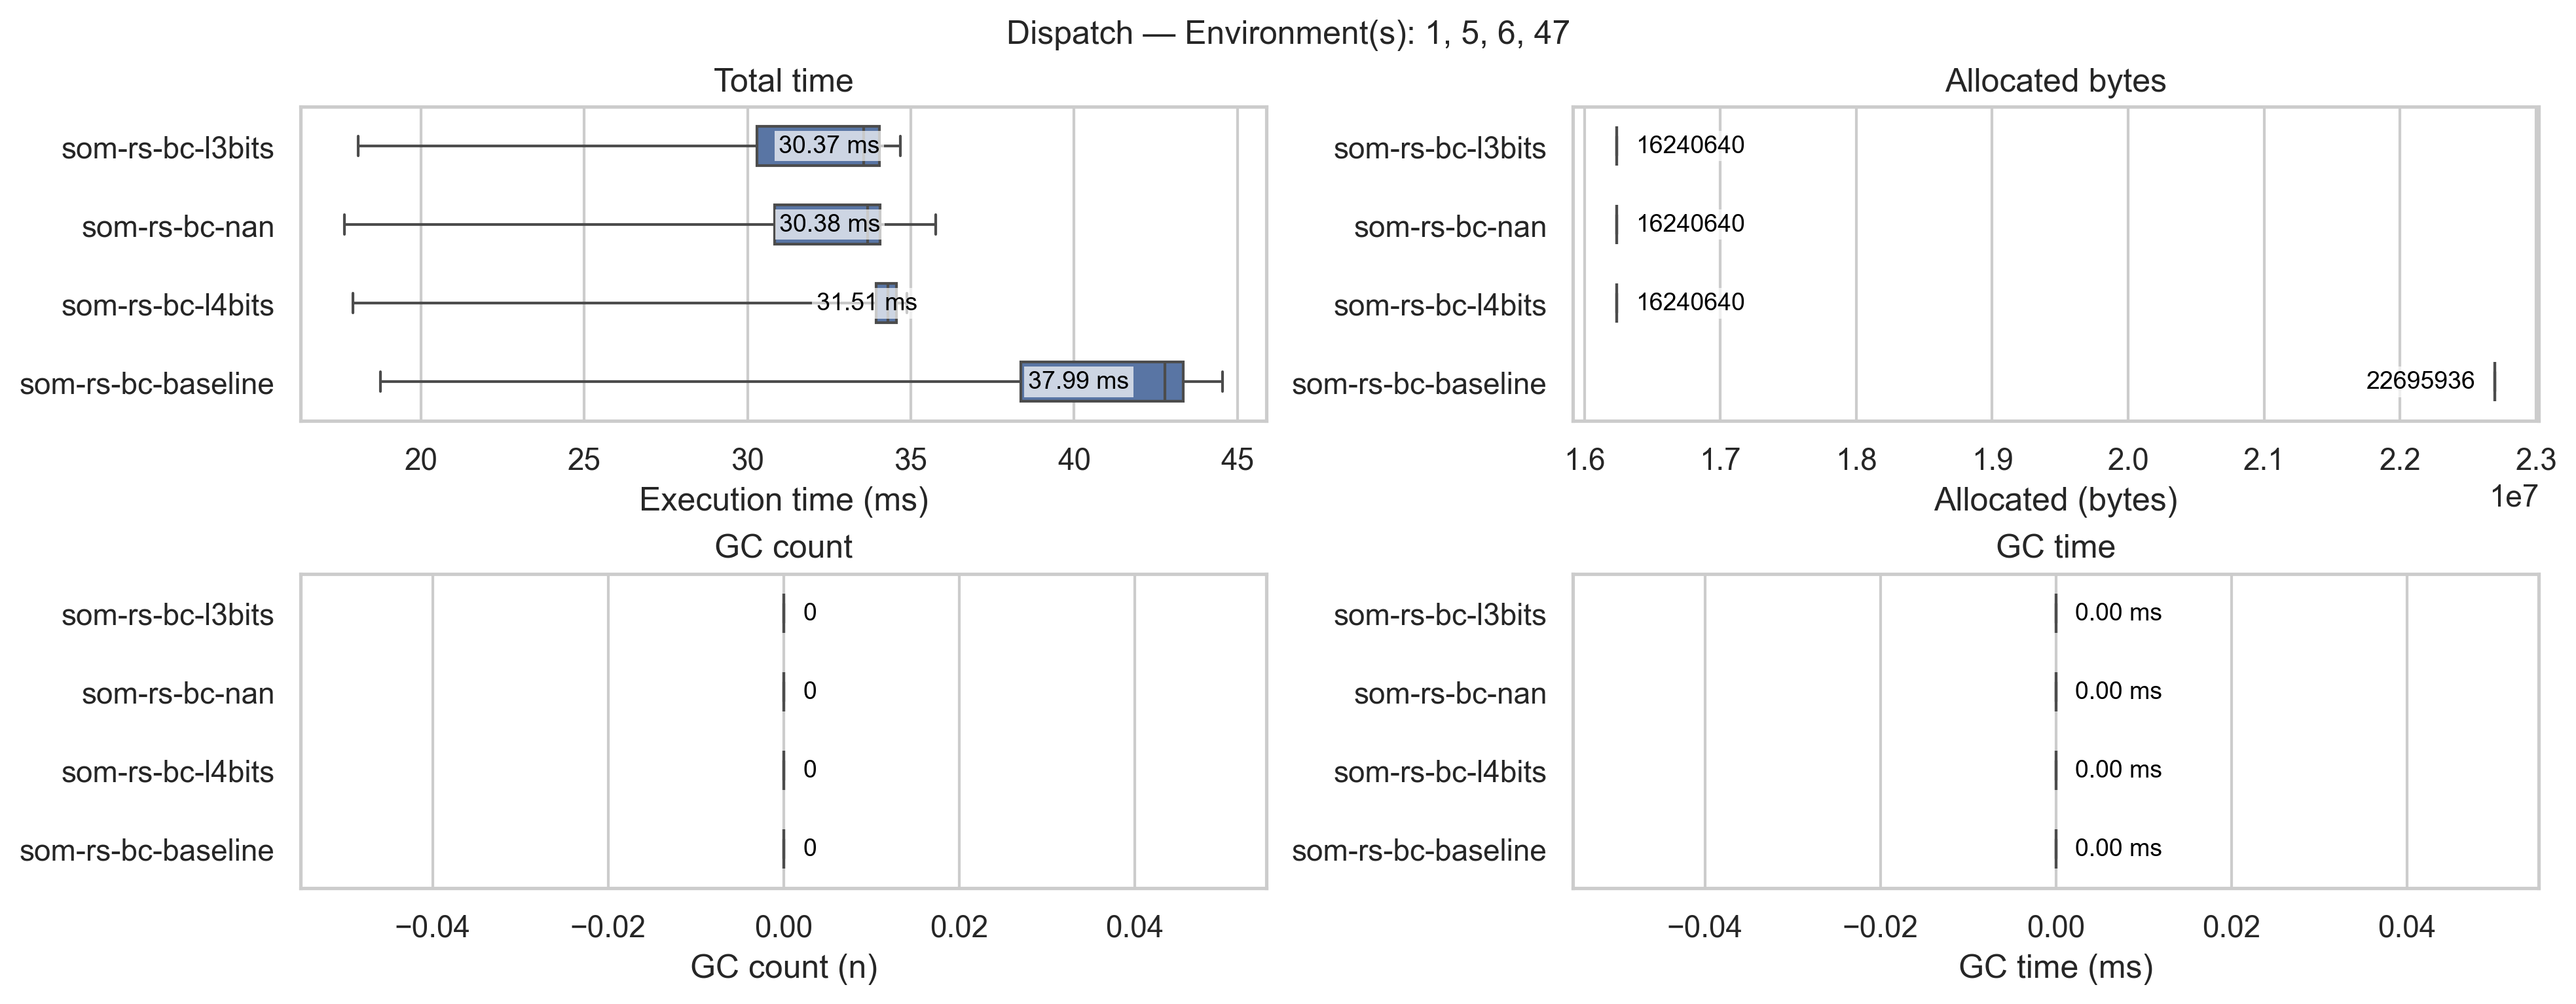 Dispatch — Environment(s): 1, 5, 6, 47
Total time
som-rs-bc-l3bits
30.37 ms
som-rs-bc-nan
30.38 ms
som-rs-bc-l4bits
31.51 ms
som-rs-bc-baseline
37.99 ms
20 25 30 35 40 45
Execution time (ms)
Allocated bytes
som-rs-bc-l3bits
16240640
som-rs-bc-nan
16240640
som-rs-bc-l4bits
16240640
som-rs-bc-baseline
22695936
1.6 1.7 1.8 1.9 2.0 2.1 2.2 2.3
1e7
Allocated (bytes)
GC count
som-rs-bc-l3bits
0
som-rs-bc-nan
0
som-rs-bc-l4bits
0
som-rs-bc-baseline
0
−0.04 −0.02 0.00 0.02 0.04
GC count (n)
GC time
som-rs-bc-l3bits
0.00 ms
som-rs-bc-nan
0.00 ms
som-rs-bc-l4bits
0.00 ms
som-rs-bc-baseline
0.00 ms
−0.04 −0.02 0.00 0.02 0.04
GC time (ms)